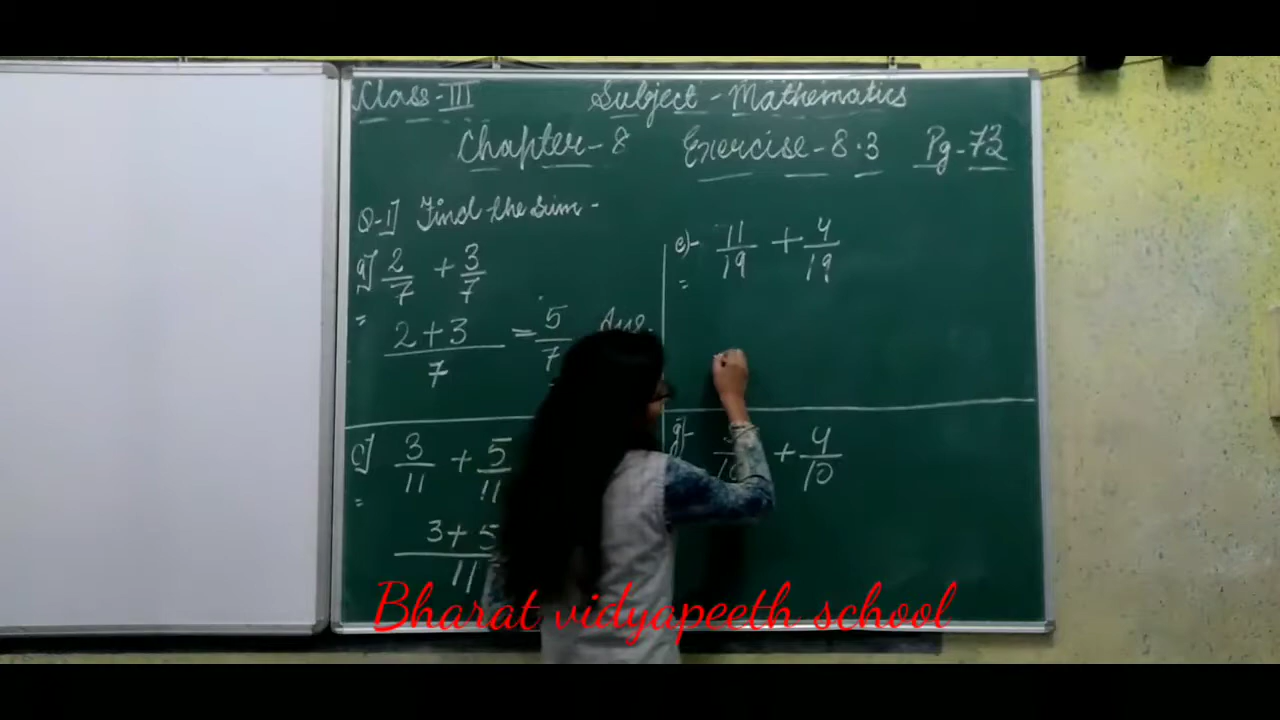 Class-III Subject - Mathematics
Chapter-8 Exercise-8.3 Pg-73
Q-1] Find the sum -
a] 2/7 + 3/7
=
2+3/7 = 5/7 Ans.
c] 3/11 + 5/11
=
3+5/11
e)- 11/19 + 4/19
=
g)- /10 + 4/10
Bharat vidyapeeth school